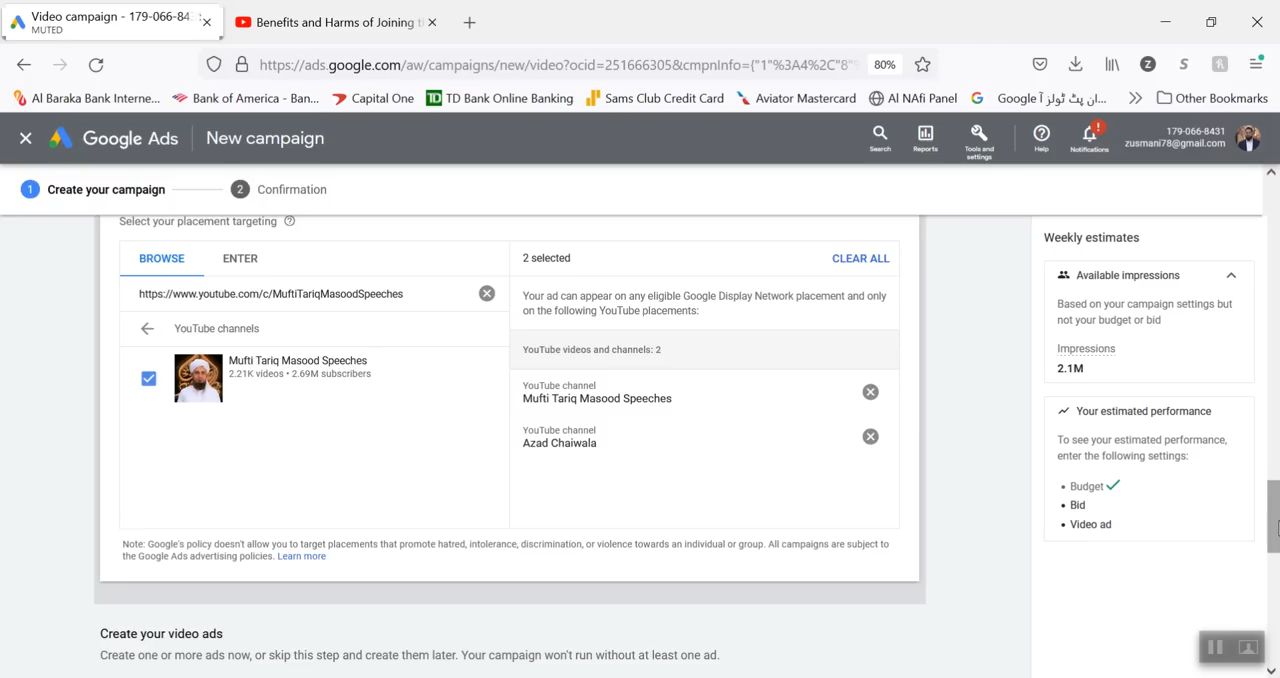 Video campaign - 179-066-843
MUTED
Benefits and Harms of Joining t
https://ads.google.com/aw/campaigns/new/video?ocid=251666305&cmpnInfo={"1"%3A4%2C"8"%
80%
Al Baraka Bank Interne...
Bank of America - Ban...
Capital One
TD Bank Online Banking
Sams Club Credit Card
Aviator Mastercard
Al NAfi Panel
Google ان پٹ ٹولز آ...
Other Bookmarks
Google Ads
New campaign
Search
Reports
Tools and settings
Help
Notifications
179-066-8431
zusmani78@gmail.com
1 Create your campaign
2 Confirmation
Select your placement targeting
BROWSE
ENTER
2 selected
CLEAR ALL
https://www.youtube.com/c/MuftiTariqMasoodSpeeches
YouTube channels
Mufti Tariq Masood Speeches
2.21K videos • 2.69M subscribers
Your ad can appear on any eligible Google Display Network placement and only
on the following YouTube placements:
YouTube videos and channels: 2
YouTube channel
Mufti Tariq Masood Speeches
YouTube channel
Azad Chaiwala
Note: Google's policy doesn't allow you to target placements that promote hatred, intolerance, discrimination, or violence towards an individual or group. All campaigns are subject to
the Google Ads advertising policies. Learn more
Create your video ads
Create one or more ads now, or skip this step and create them later. Your campaign won't run without at least one ad.
Weekly estimates
Available impressions
Based on your campaign settings but
not your budget or bid
Impressions
2.1M
Your estimated performance
To see your estimated performance,
enter the following settings:
• Budget
• Bid
• Video ad